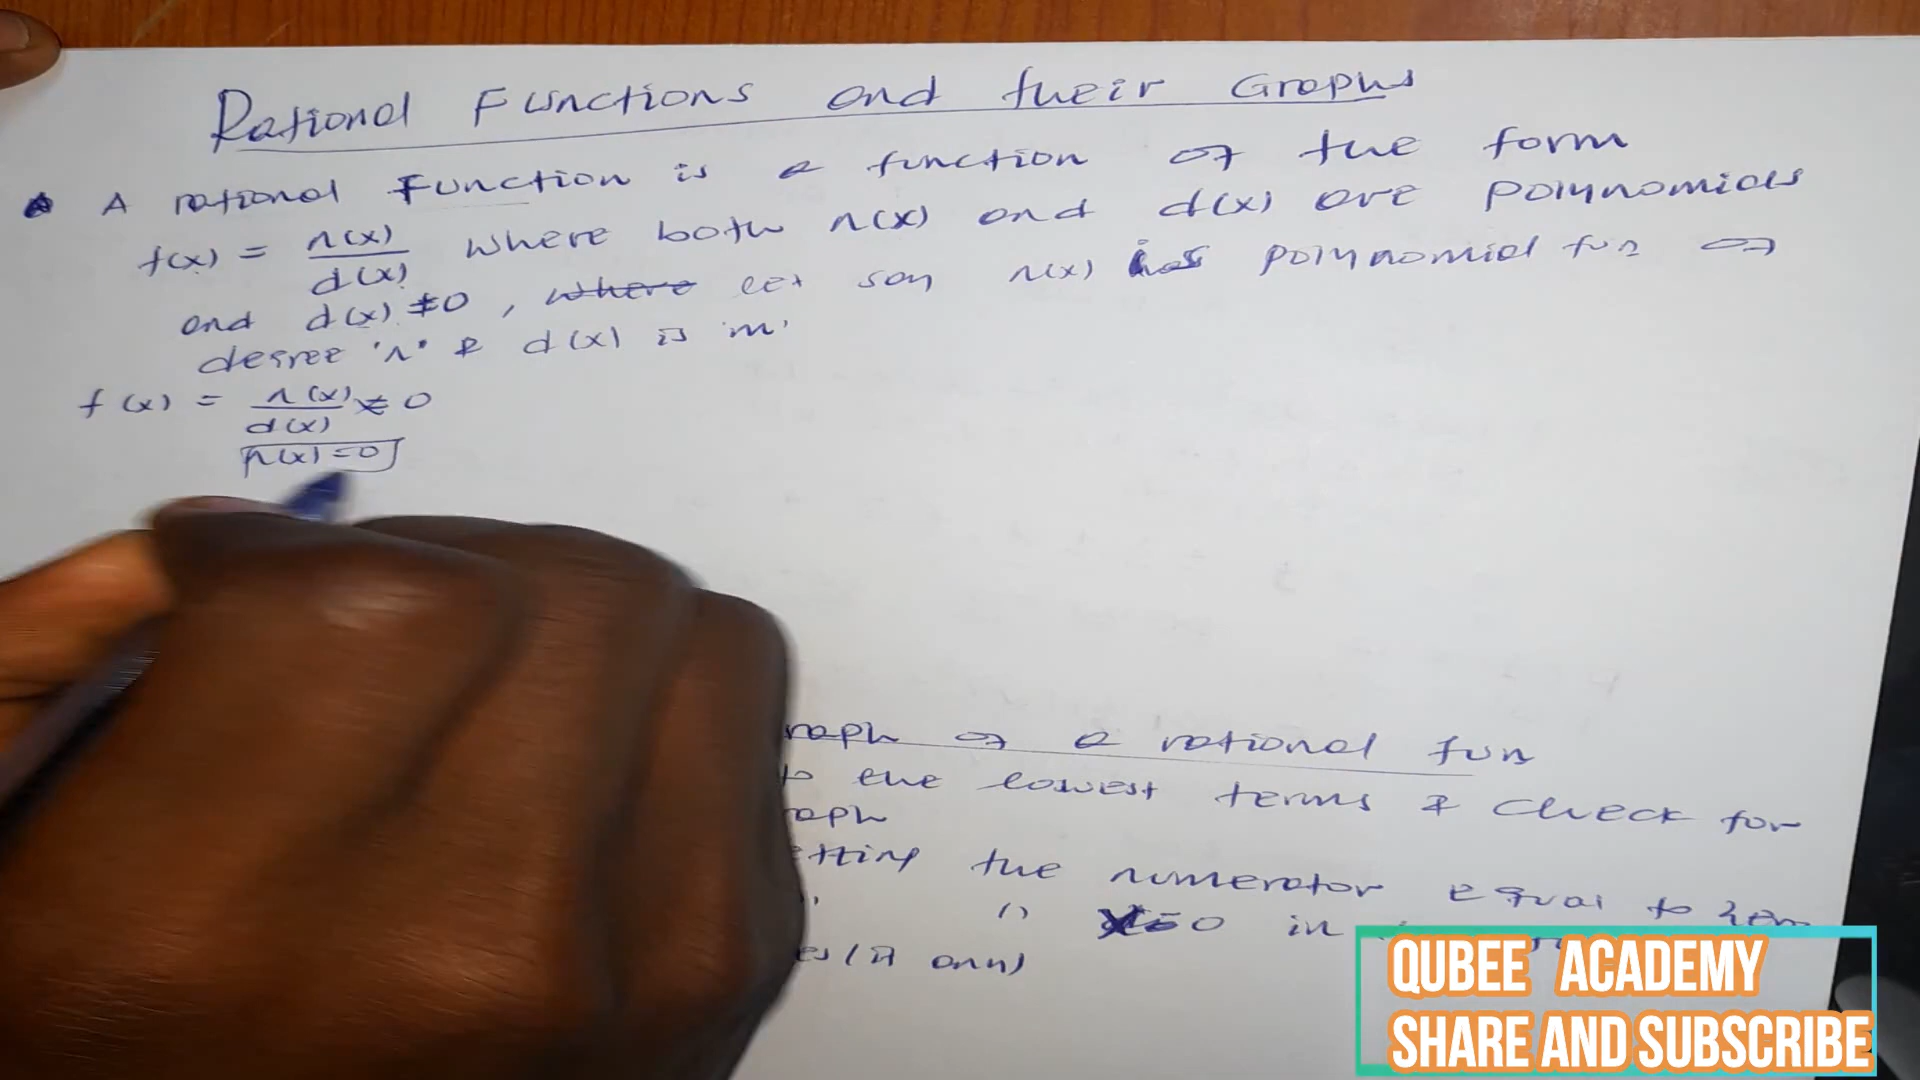 Rational Functions and their Graphs
A rational Function is a function of the form
f(x) = n(x)/d(x) where both n(x) and d(x) are polynomials
and d(x) ≠ 0 , where let say n(x) has polynomial fun of
degree 'n' & d(x) is 'm'
f(x) = n(x)/d(x) = 0
n(x) = 0
raph of a rational fun
to the lowest terms & check for
aph
etting the numerator equal to zero
" =0 in
es (if any)
QUBEE ACADEMY
SHARE AND SUBSCRIBE